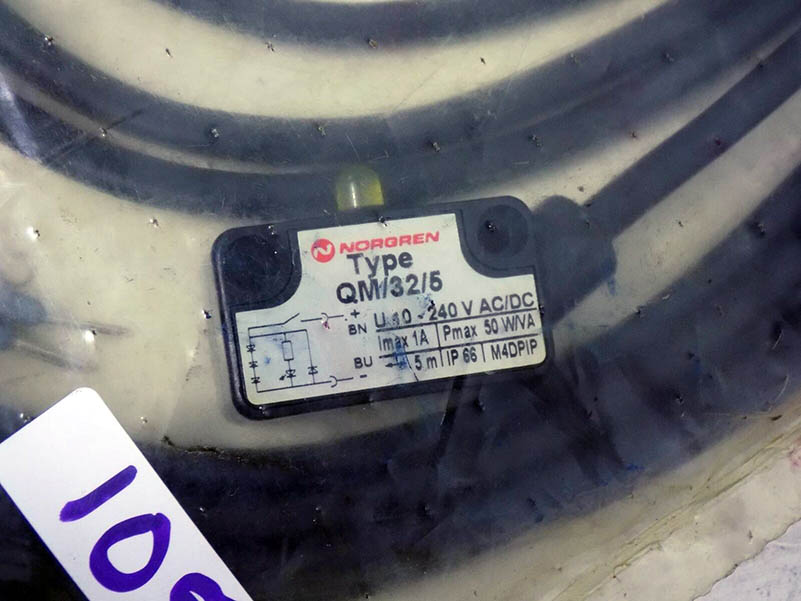 NORGREN
Type
QM/32/5
+
BN U 10 - 240 V AC/DC
Imax 1A Pmax 50 W/VA
BU 5 m IP 66 M4DPIP
-
10